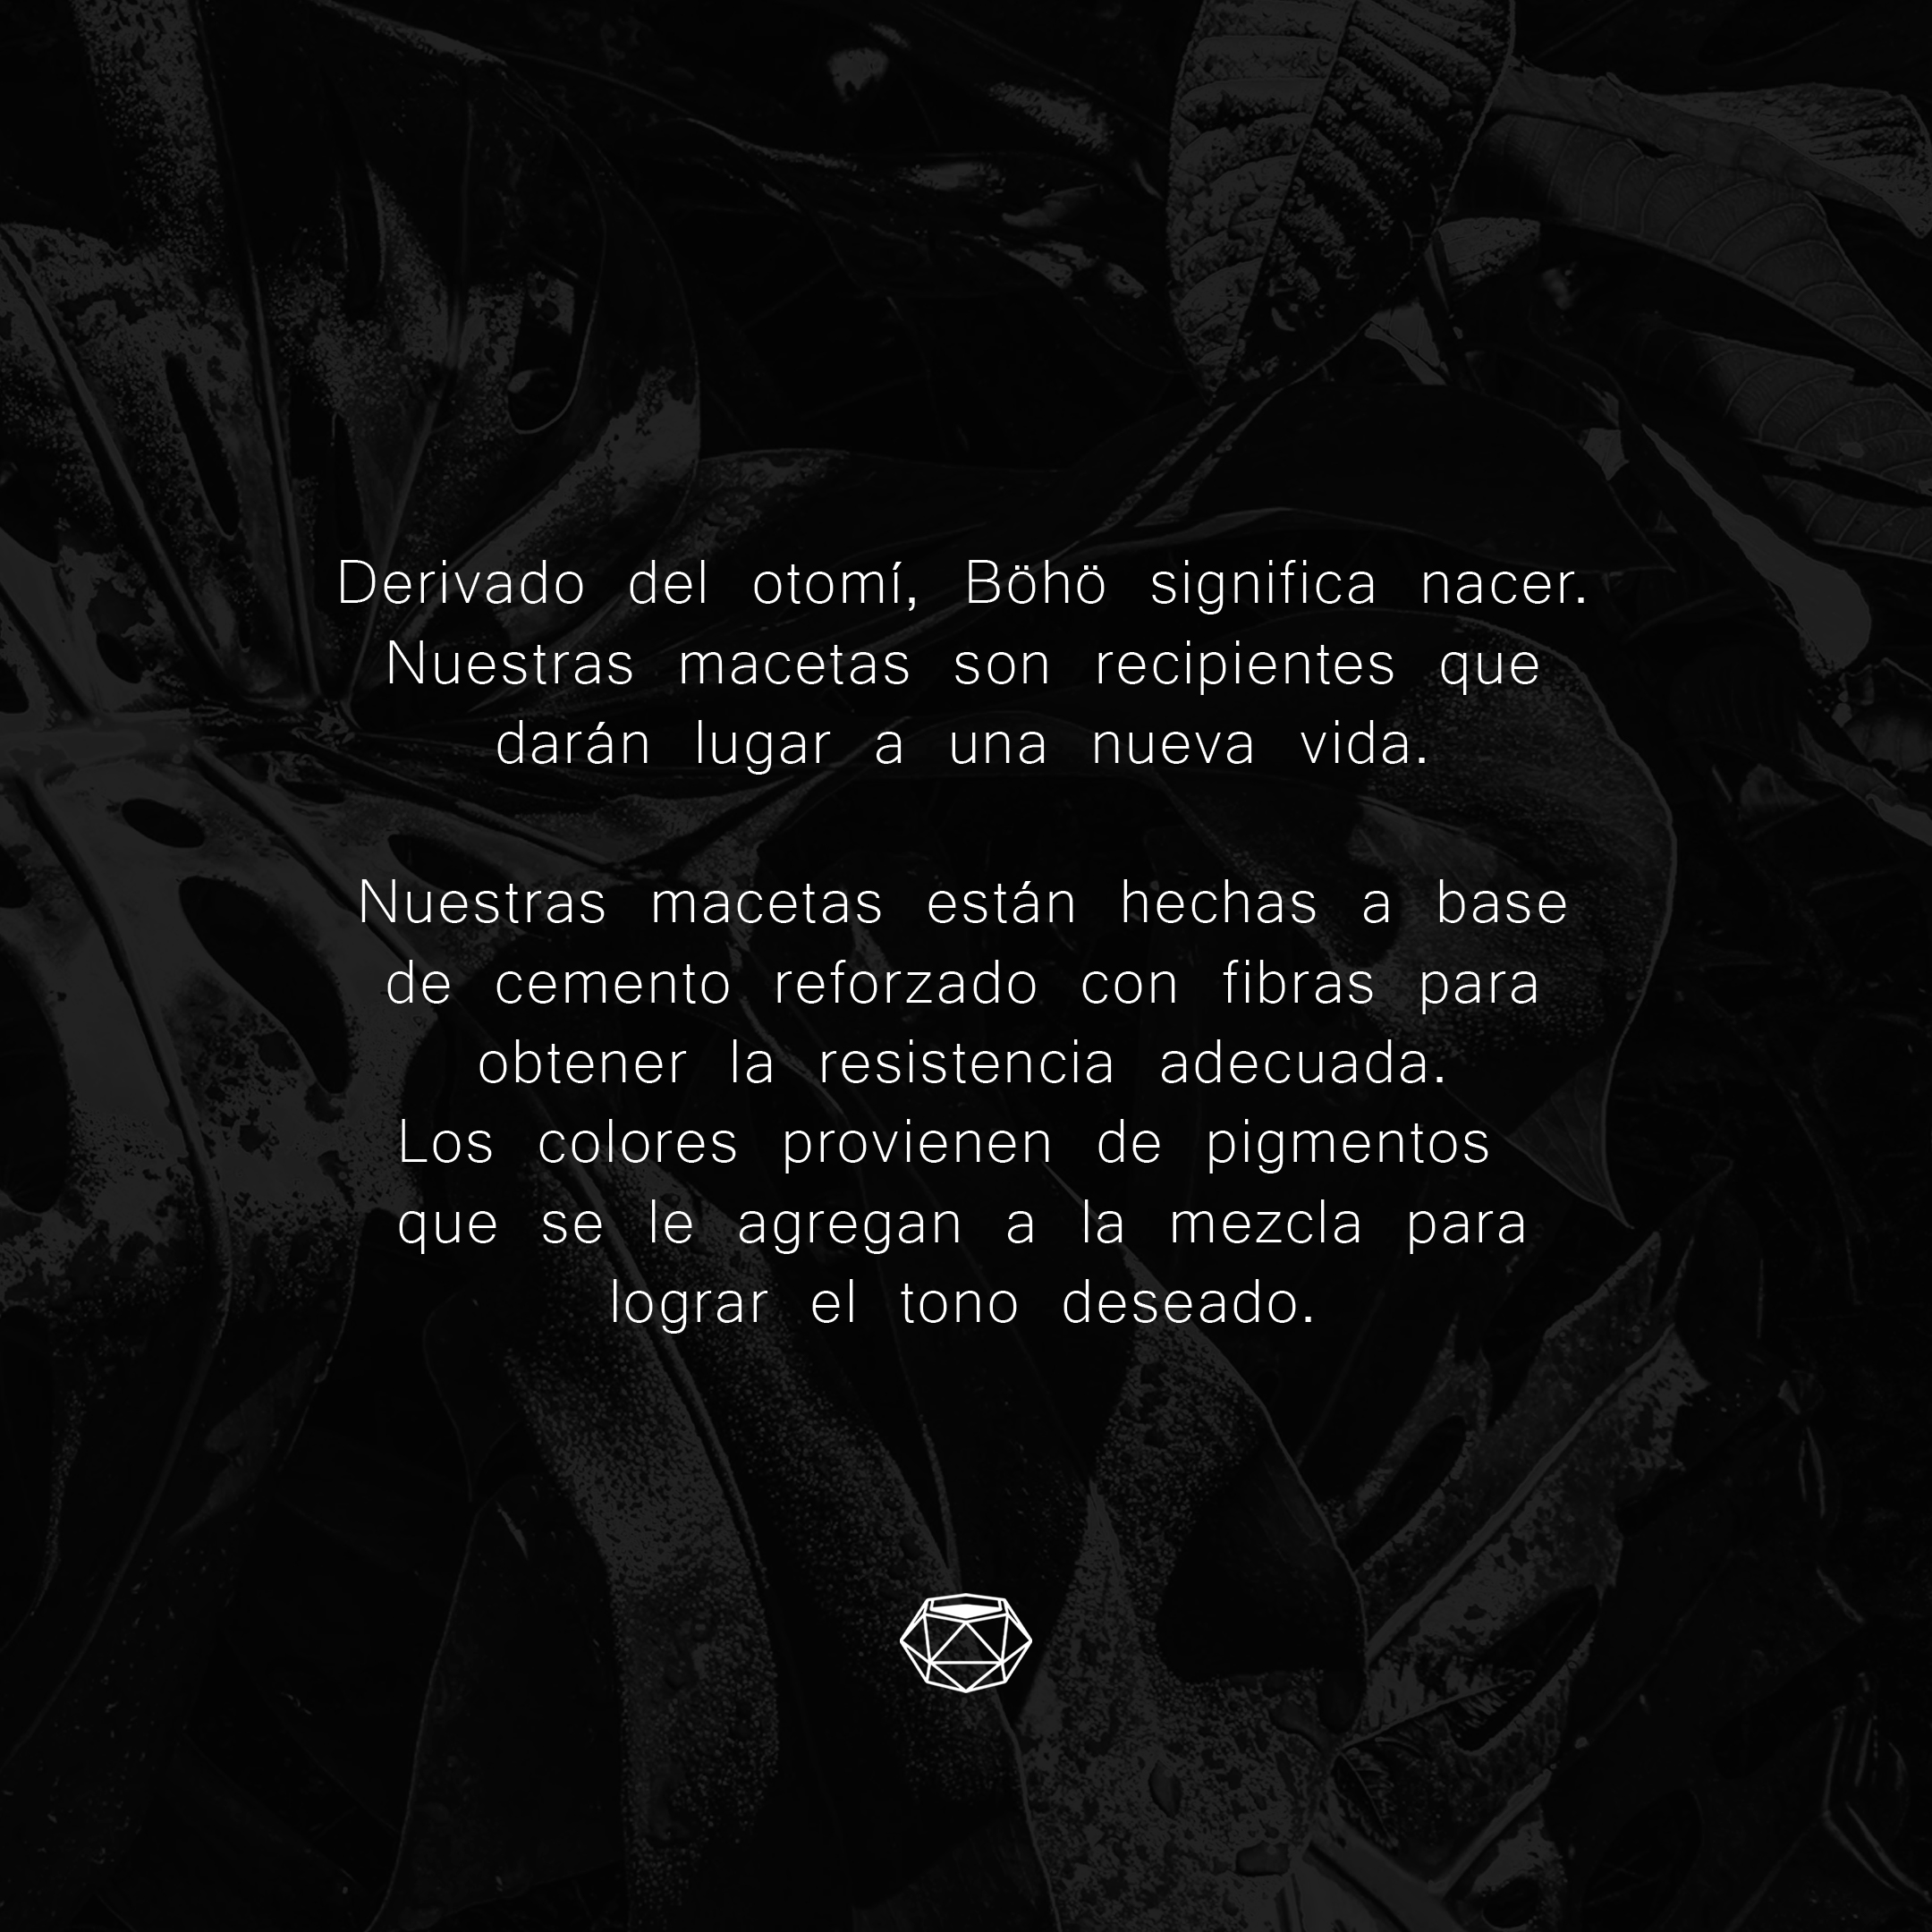 Derivado del otomí, Böhö significa nacer.
Nuestras macetas son recipientes que
darán lugar a una nueva vida.
Nuestras macetas están hechas a base
de cemento reforzado con fibras para
obtener la resistencia adecuada.
Los colores provienen de pigmentos
que se le agregan a la mezcla para
lograr el tono deseado.